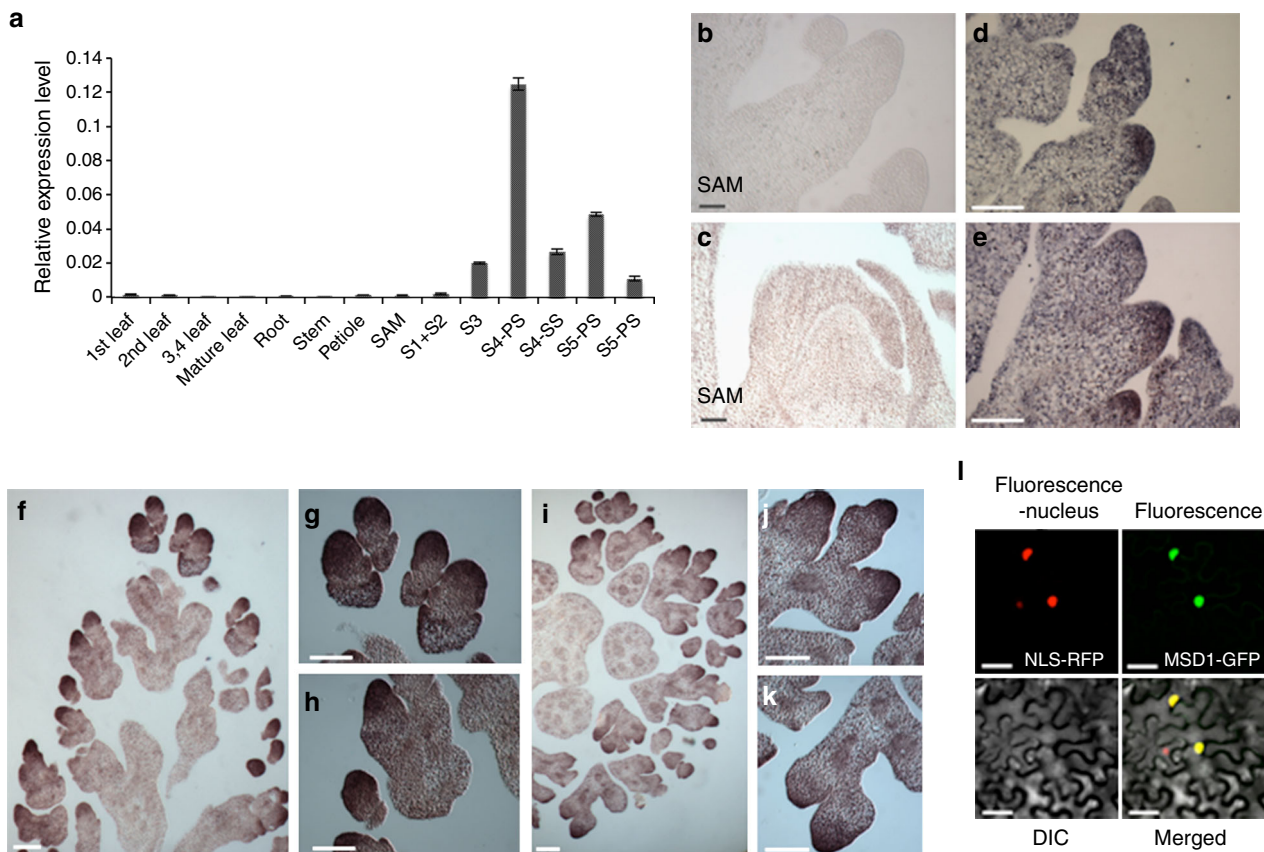 a
Relative expression level
0.14
0.12
0.1
0.08
0.06
0.04
0.02
0
1st leaf
2nd leaf
3,4 leaf
Mature leaf
Root
Stem
Petiole
SAM
S1+S2
S3
S4-PS
S4-SS
S5-PS
S5-PS
b
SAM
c
SAM
d
e
f
g
h
i
j
k
l
Fluorescence
-nucleus
Fluorescence
NLS-RFP
MSD1-GFP
DIC
Merged